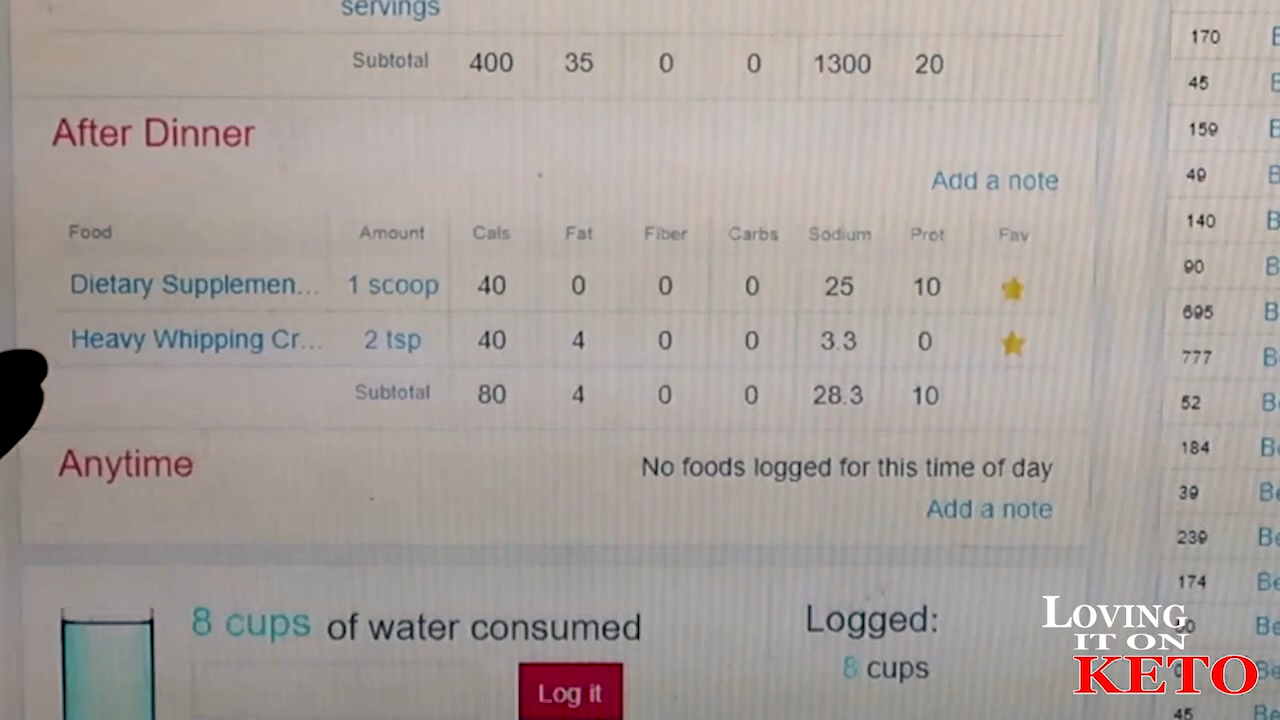 servings
Subtotal 400 35 0 0 1300 20
After Dinner
Add a note
Food Amount Cals Fat Fiber Carbs Sodium Prot Fav
Dietary Supplemen... 1 scoop 40 0 0 0 25 10
Heavy Whipping Cr... 2 tsp 40 4 0 0 3.3 0
Subtotal 80 4 0 0 28.3 10
Anytime
No foods logged for this time of day
Add a note
8 cups of water consumed
Logged:
8 cups
Log it
170
45
159
49
140
90
695
777
52
184
39
239
174
45
LOVING
IT ON
KETO